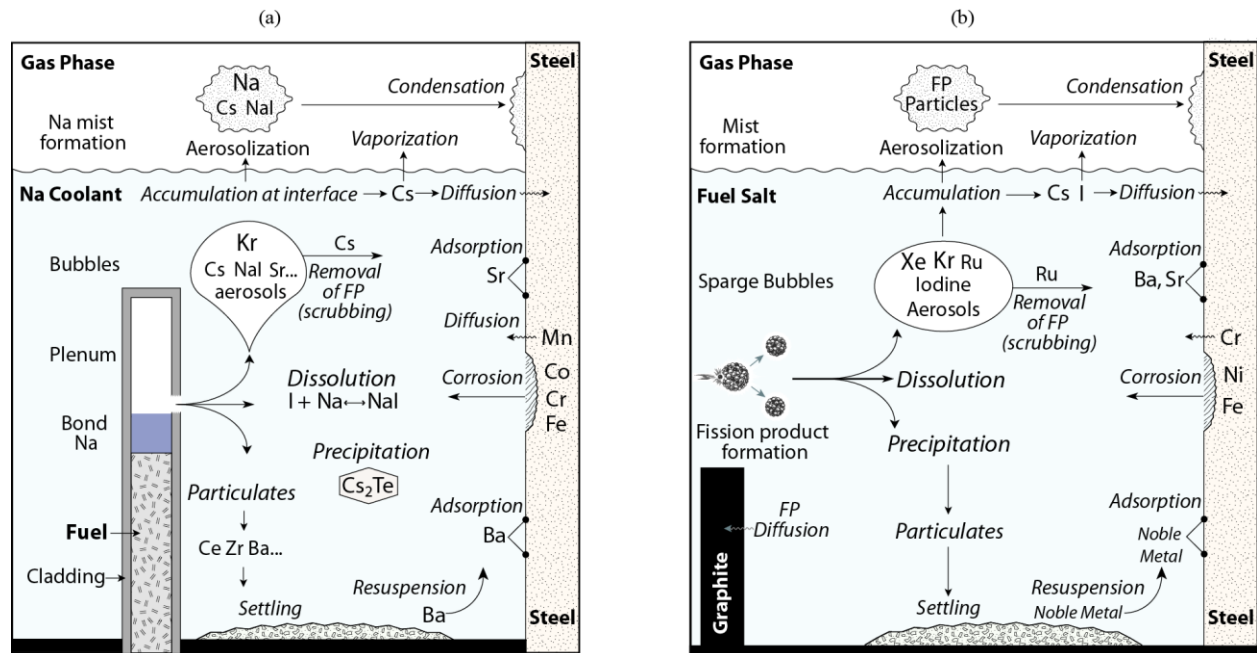 (a)
Gas Phase
Steel
Na
Cs NaI
Condensation
Na mist
formation
Aerosolization
Vaporization
Na Coolant
Accumulation at interface
Cs
Diffusion
Bubbles
Kr
Cs NaI Sr...
aerosols
Cs
Removal
of FP
(scrubbing)
Adsorption
Sr
Diffusion
Mn
Plenum
Dissolution
I + Na⟷NaI
Corrosion
Co
Cr
Fe
Bond
Na
Precipitation
Cs₂Te
Particulates
Fuel
Ce Zr Ba...
Adsorption
Ba
Cladding
Settling
Resuspension
Ba
Steel
(b)
Gas Phase
Steel
FP
Particles
Condensation
Mist
formation
Aerosolization
Vaporization
Fuel Salt
Accumulation
Cs I
Diffusion
Sparge Bubbles
Xe Kr Ru
Iodine
Aerosols
Ru
Removal
of FP
(scrubbing)
Adsorption
Ba, Sr
Cr
Dissolution
Corrosion
Ni
Fe
Fission product
formation
Precipitation
Graphite
FP
Diffusion
Particulates
Adsorption
Noble
Metal
Settling
Resuspension
Noble Metal
Steel